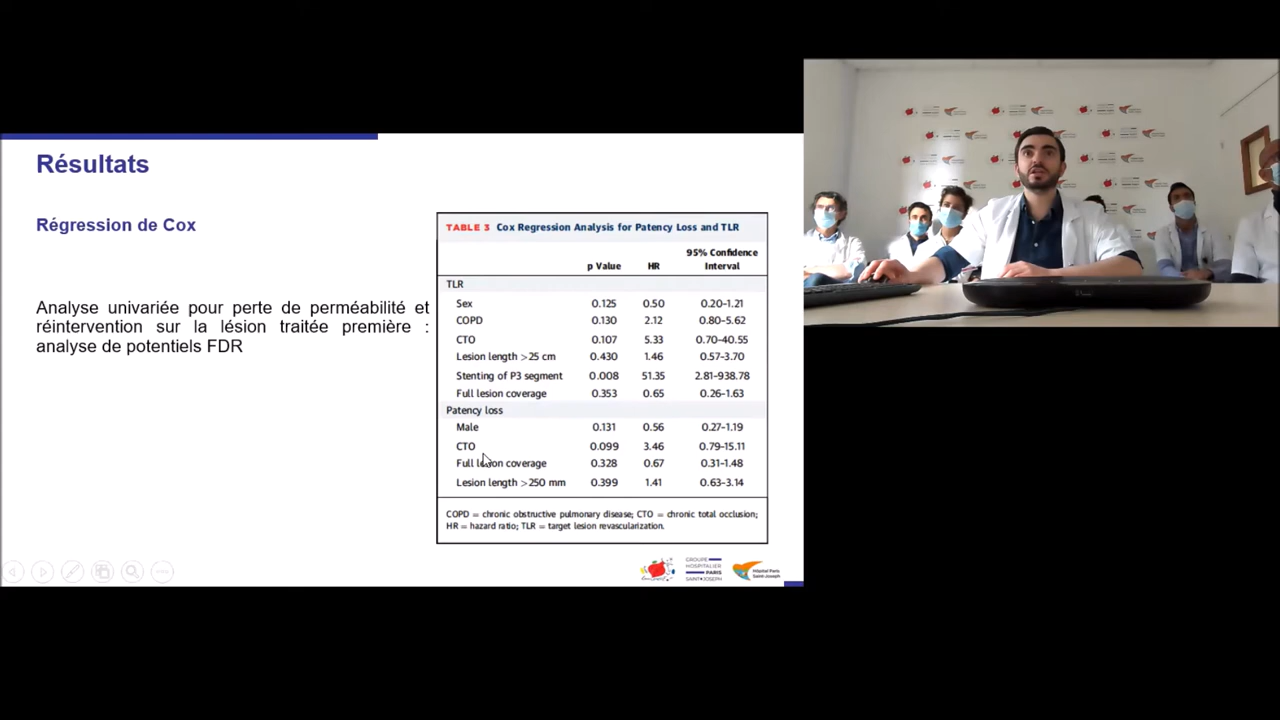 Résultats
Régression de Cox
Analyse univariée pour perte de perméabilité et
réintervention sur la lésion traitée première :
analyse de potentiels FDR
TABLE 3 Cox Regression Analysis for Patency Loss and TLR
p Value HR 95% Confidence Interval
TLR
Sex 0.125 0.50 0.20–1.21
COPD 0.130 2.12 0.80–5.62
CTO 0.107 5.33 0.70–40.55
Lesion length >25 cm 0.430 1.46 0.57–3.70
Stenting of P3 segment 0.008 51.35 2.81–938.78
Full lesion coverage 0.353 0.65 0.26–1.63
Patency loss
Male 0.131 0.56 0.27–1.19
CTO 0.099 3.46 0.79–15.11
Full lesion coverage 0.328 0.67 0.31–1.48
Lesion length >250 mm 0.399 1.41 0.63–3.14
COPD = chronic obstructive pulmonary disease; CTO = chronic total occlusion;
HR = hazard ratio; TLR = target lesion revascularization.
GROUPE
HOSPITALIER
PARIS
SAINT-JOSEPH
Hôpital Paris
Saint-Joseph